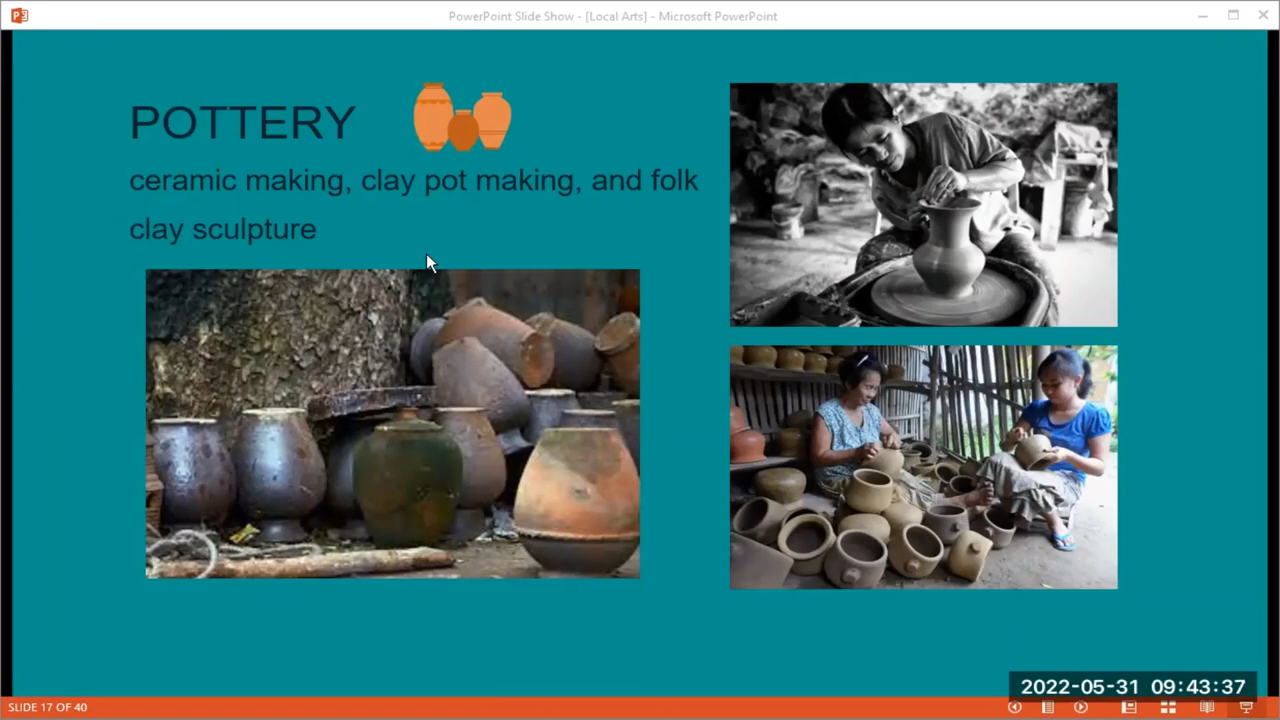 PowerPoint Slide Show - [Local Arts] - Microsoft PowerPoint
POTTERY
ceramic making, clay pot making, and folk
clay sculpture
2022-05-31 09:43:37
SLIDE 17 OF 40